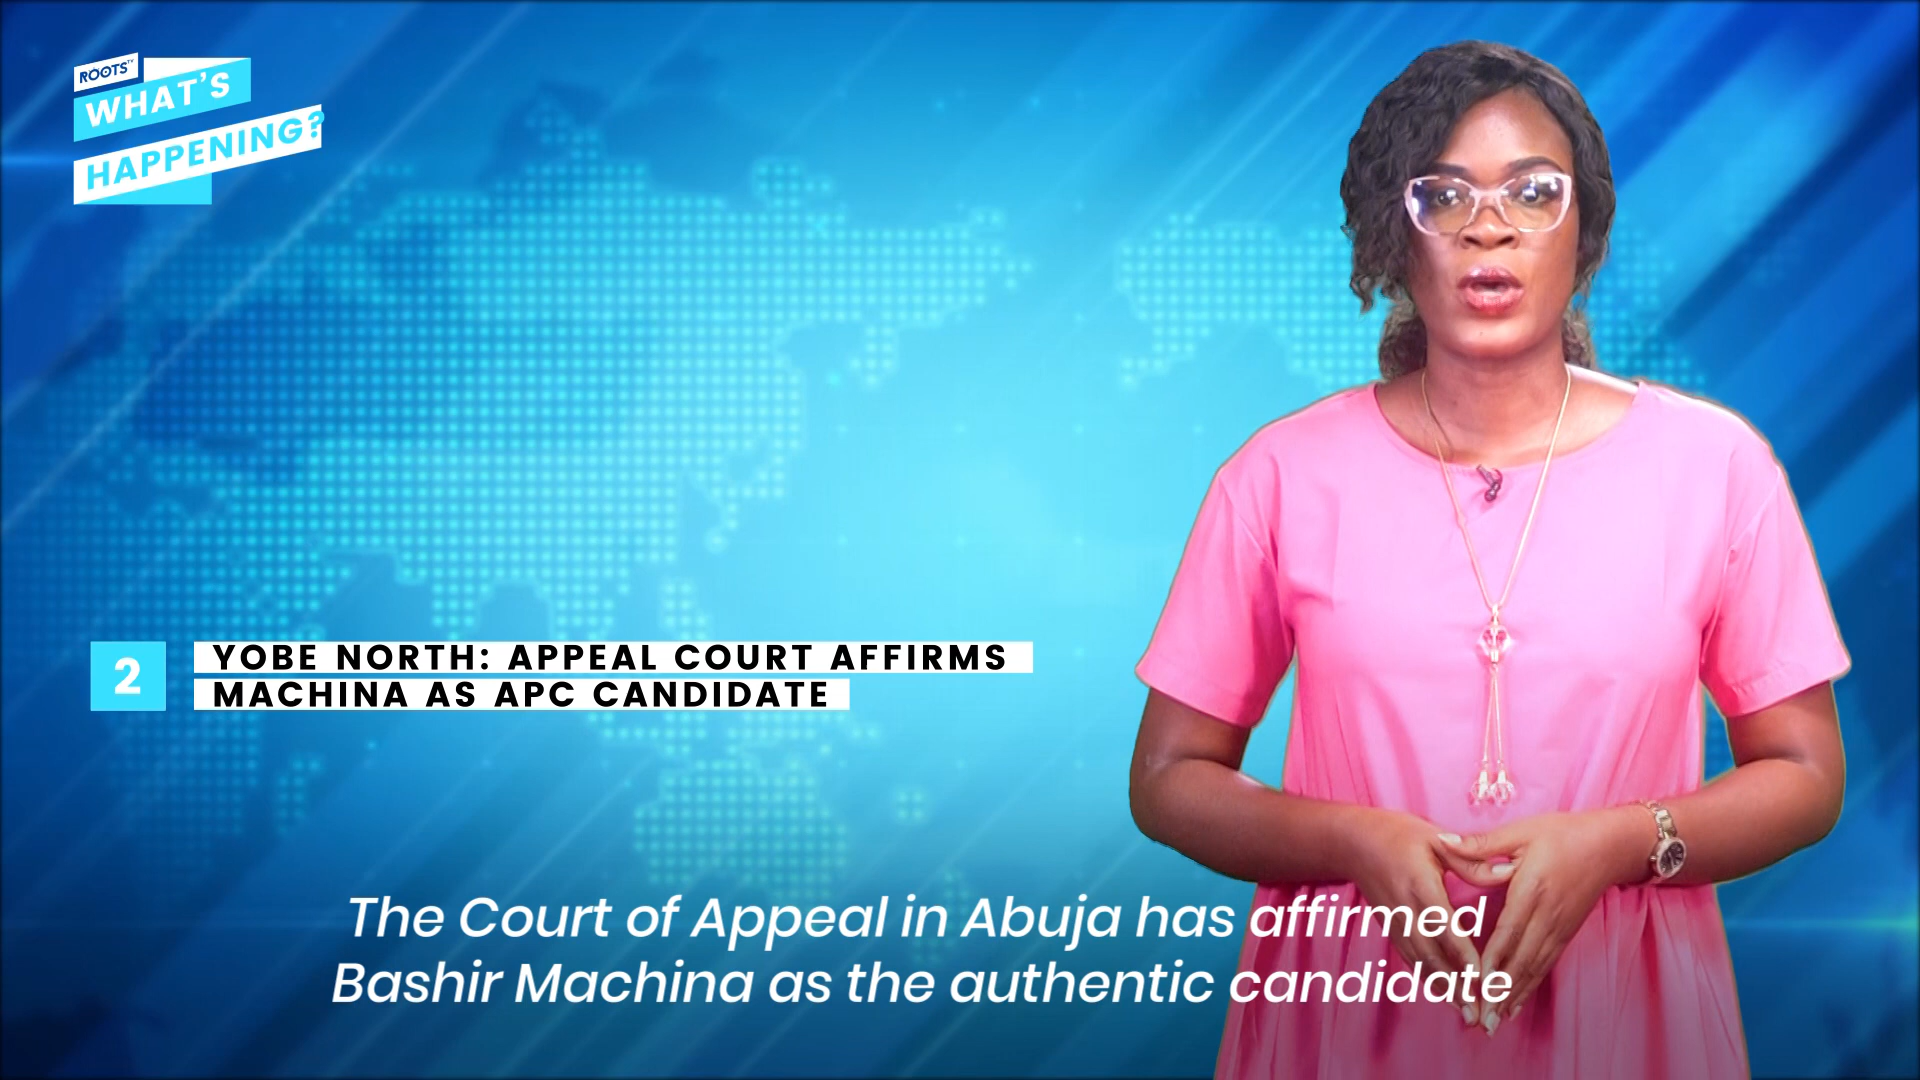 ROOTS TV
WHAT'S
HAPPENING?
2
YOBE NORTH: APPEAL COURT AFFIRMS
MACHINA AS APC CANDIDATE
The Court of Appeal in Abuja has affirmed
Bashir Machina as the authentic candidate